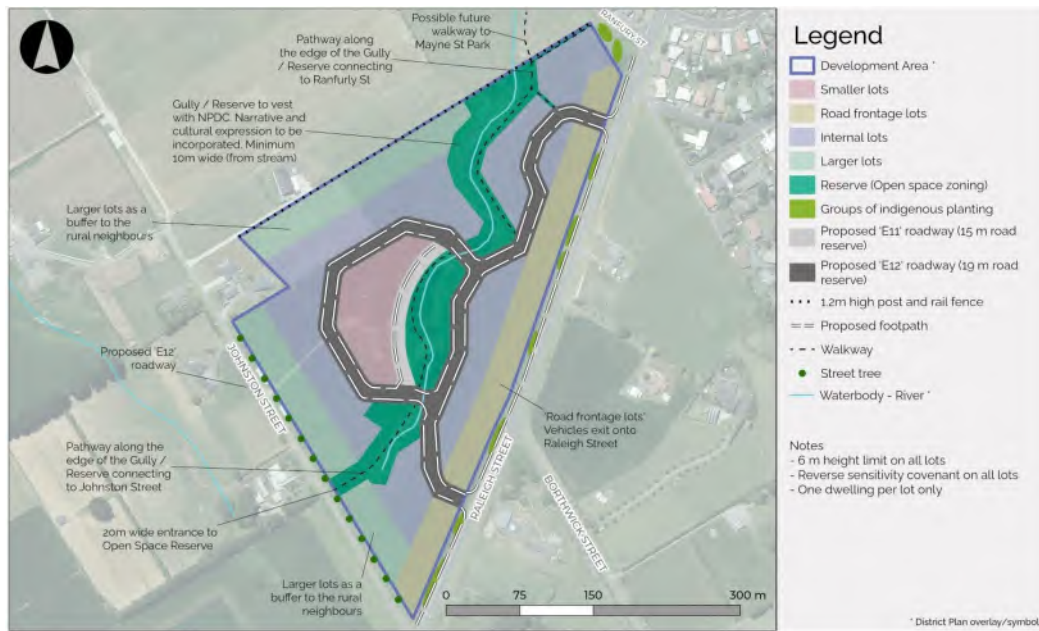 Possible future
walkway to
Mayne St Park
RANFURLY ST
Pathway along
the edge of the Gully
/ Reserve connecting
to Ranfurly St
Gully / Reserve to vest
with NPDC. Narrative and
cultural expression to be
incorporated. Minimum
10m wide (from stream)
Larger lots as a
buffer to the
rural neighbours
Proposed 'E12'
roadway
JOHNSTON STREET
Pathway along the
edge of the Gully /
Reserve connecting
to Johnston Street
20m wide entrance to
Open Space Reserve
Larger lots as a
buffer to the rural
neighbours
'Road frontage lots'
Vehicles exit onto
Raleigh Street
RALEIGH STREET
BORTHWICK STREET
0 75 150 300 m
Legend
Development Area *
Smaller lots
Road frontage lots
Internal lots
Larger lots
Reserve (Open space zoning)
Groups of indigenous planting
Proposed 'E11' roadway (15 m road
reserve)
Proposed 'E12' roadway (19 m road
reserve)
1.2m high post and rail fence
Proposed footpath
Walkway
Street tree
Waterbody - River *
Notes
- 6 m height limit on all lots
- Reverse sensitivity covenant on all lots
- One dwelling per lot only
* District Plan overlay/symbol